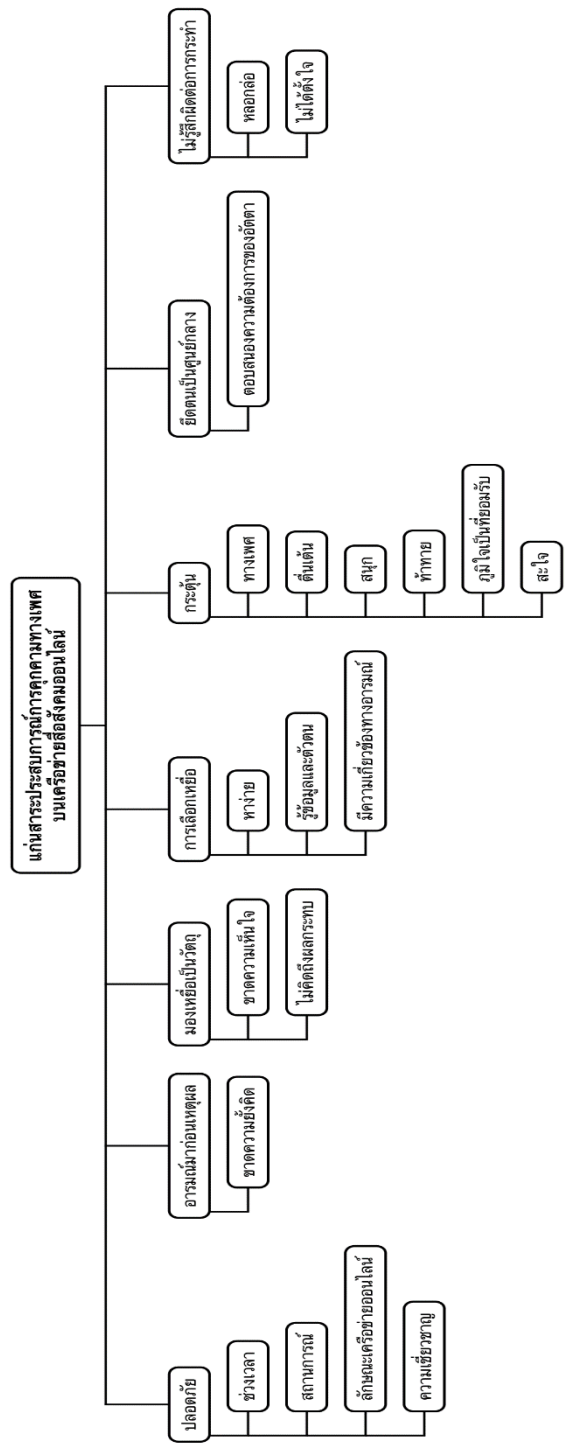 แก่นสาระประสบการณ์การคุกคามทางเพศ
บนเครือข่ายสื่อสังคมออนไลน์
ปลอดภัย
ช่วงเวลา
สถานการณ์
ลักษณะเครือข่ายออนไลน์
ความเชี่ยวชาญ
อารมณ์มาก่อนเหตุผล
ขาดความยั้งคิด
มองเหยื่อเป็นวัตถุ
ขาดความเห็นใจ
ไม่คิดถึงผลกระทบ
การเลือกเหยื่อ
หาง่าย
รู้ข้อมูลและตัวตน
มีความเกี่ยวข้องทางอารมณ์
กระตุ้น
ทางเพศ
ตื่นเต้น
สนุก
ท้าทาย
ภูมิใจเป็นที่ยอมรับ
สะใจ
ยึดตนเป็นศูนย์กลาง
ตอบสนองความต้องการของอัตตา
ไม่รู้สึกผิดต่อการกระทำ
หลอกล่อ
ไม่ได้ตั้งใจ